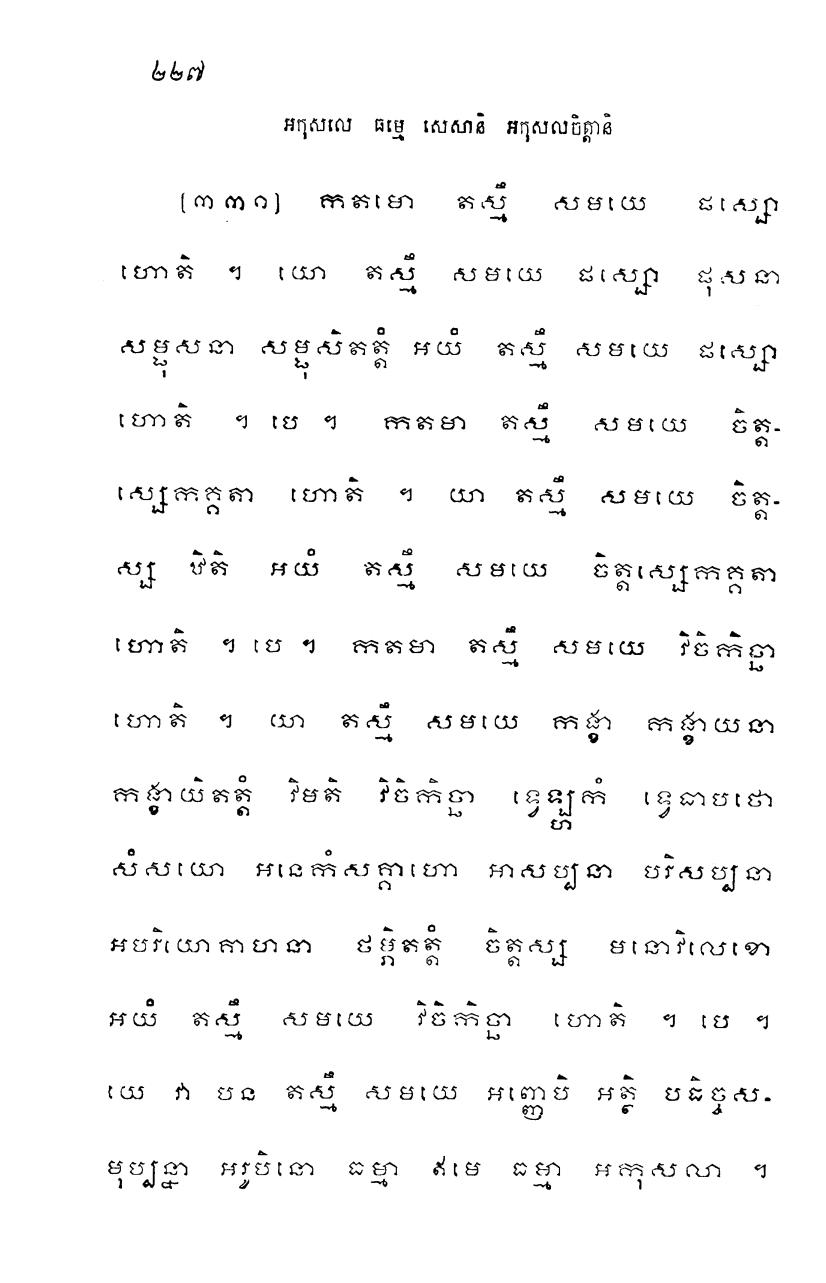 ២២៧
អកុសលេ ធម្មេ សេសានិ អកុសលចិត្តានិ
[៣៣១] កតមោ តស្មឹ សមយេ ផស្សោ
ហោតិ ។ យោ តស្មឹ សមយេ ផស្សោ ផុសនា
សម្ផុសនា សម្ផុសិតត្តំ អយំ តស្មឹ សមយេ ផស្សោ
ហោតិ ។ បេ ។ កតមា តស្មឹ សមយេ ចិត្ត-
ស្សេកគ្គតា ហោតិ ។ យា តស្មឹ សមយេ ចិត្ត-
ស្ស ឋិតិ អយំ តស្មឹ សមយេ ចិត្តស្សេកគ្គតា
ហោតិ ។ បេ ។ កតមា តស្មឹ សមយេ វិចិកិច្ឆា
ហោតិ ។ យា តស្មឹ សមយេ កង្ខា កង្ខាយនា
កង្ខាយិតត្តំ វិមតិ វិចិកិច្ឆា ទ្វេឡ្ហកំ ទ្វេធាបថោ
សំសយោ អនេកំសគ្គាហោ អាសប្បនា បរិសប្បនា
អបរិយោគាហនា ថម្ភិតត្តំ ចិត្តស្ស មនោវិលេខោ
អយំ តស្មឹ សមយេ វិចិកិច្ឆា ហោតិ ។ បេ ។
យេ វា បន តស្មឹ សមយេ អញ្ញេបិ អត្ថិ បដិច្ចស-
មុប្បន្នា អរូបិនោ ធម្មា ឥមេ ធម្មា អកុសលា ។